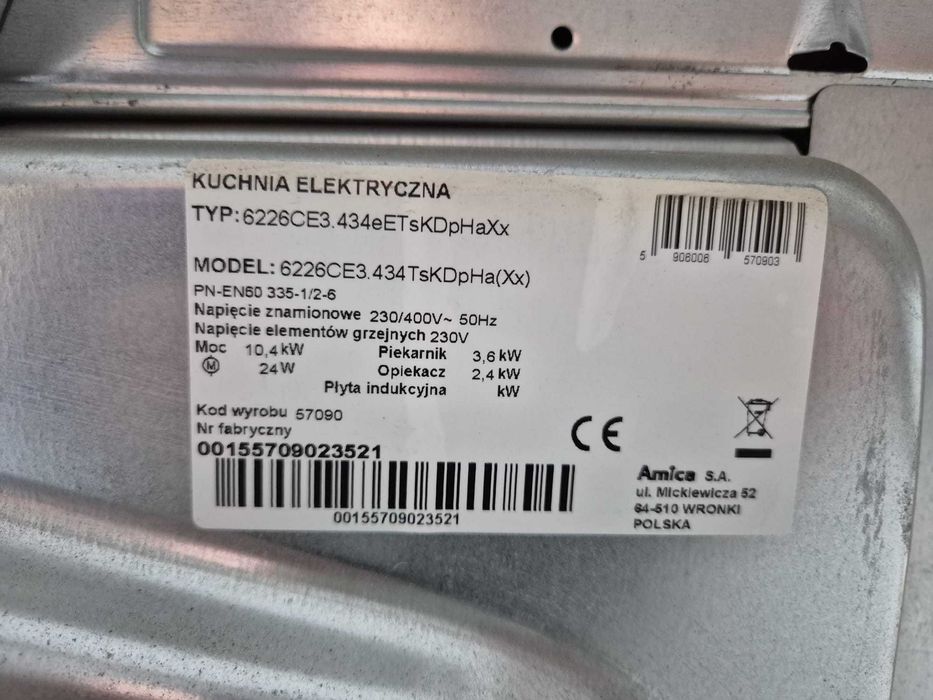 KUCHNIA ELEKTRYCZNA
TYP: 6226CE3.434eETsKDpHaXx
5 908006 570903
MODEL: 6226CE3.434TsKDpHa(Xx)
PN-EN60 335-1/2-6
Napięcie znamionowe 230/400V~ 50Hz
Napięcie elementów grzejnych 230V
Moc 10,4 kW Piekarnik 3,6 kW
M 24 W Opiekacz 2,4 kW
Płyta indukcyjna kW
Kod wyrobu 57090
Nr fabryczny
00155709023521
00155709023521
CE
Amica S.A.
ul. Mickiewicza 52
64-510 WRONKI
POLSKA